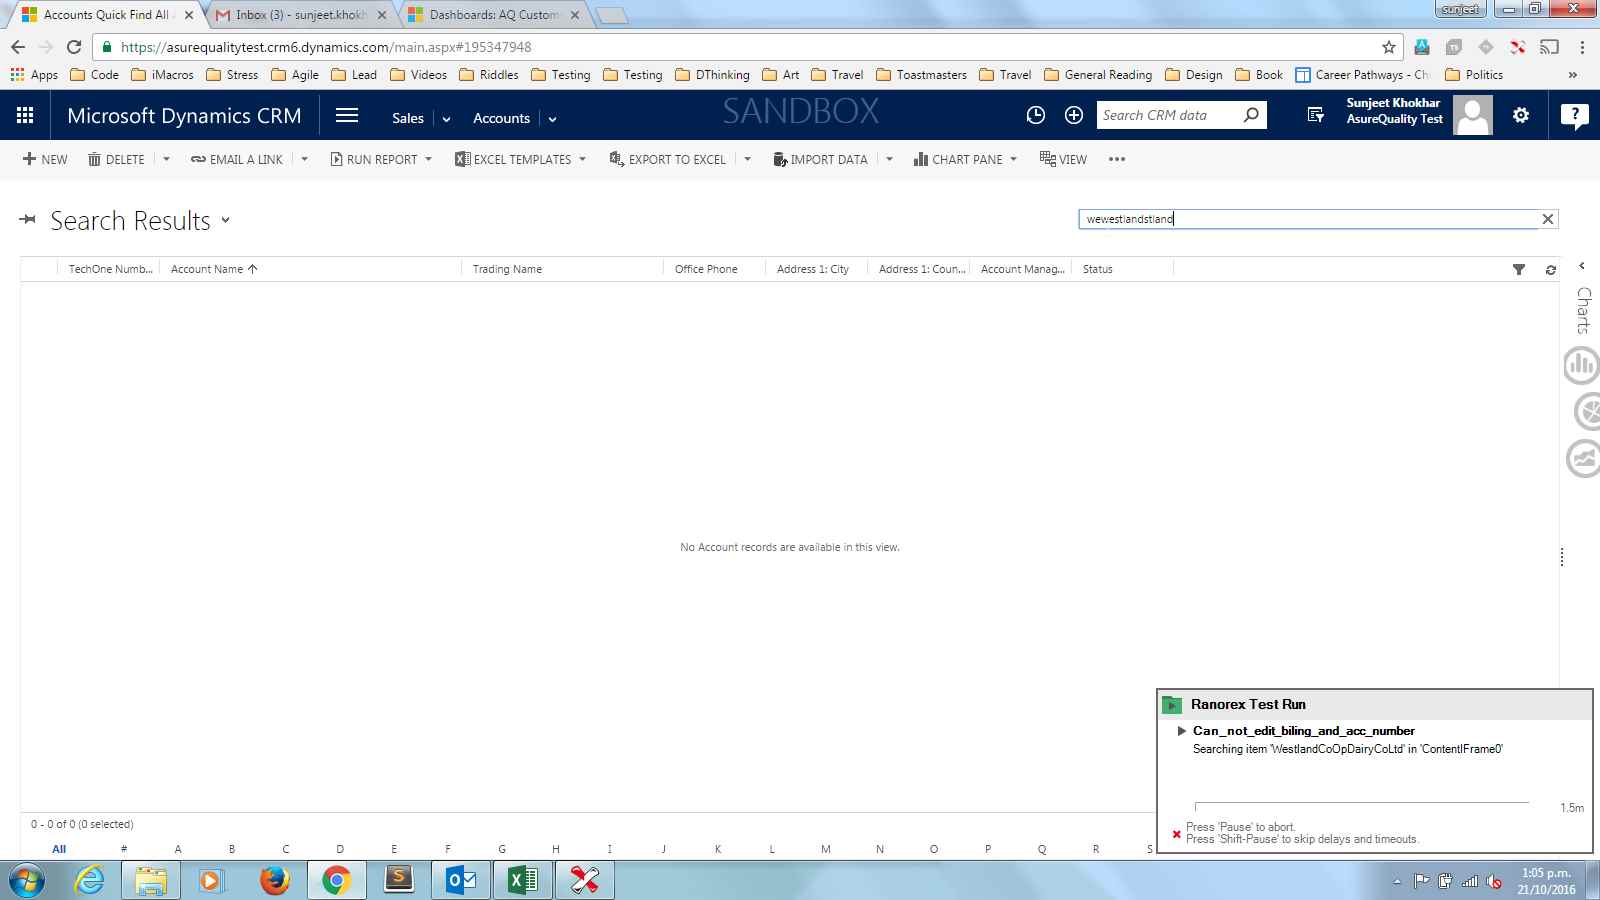 Accounts Quick Find All
Inbox (3) - sunjeet.khokh
Dashboards: AQ Custom
sunjeet
https://asurequalitytest.crm6.dynamics.com/main.aspx#195347948
Apps
Code
iMacros
Stress
Agile
Lead
Videos
Riddles
Testing
Testing
DThinking
Art
Travel
Toastmasters
Travel
General Reading
Design
Book
Career Pathways - Ch
Politics
»
Microsoft Dynamics CRM
Sales
Accounts
SANDBOX
Search CRM data
Sunjeet Khokhar
AsureQuality Test
?
NEW
DELETE
EMAIL A LINK
RUN REPORT
EXCEL TEMPLATES
EXPORT TO EXCEL
IMPORT DATA
CHART PANE
VIEW
Search Results
wewestlandstland
TechOne Numb...
Account Name
Trading Name
Office Phone
Address 1: City
Address 1: Coun...
Account Manag...
Status
Charts
No Account records are available in this view.
Ranorex Test Run
Can_not_edit_biling_and_acc_number
Searching item 'WestlandCoOpDairyCoLtd' in 'ContentIFrame0'
1.5m
Press 'Pause' to abort.
Press 'Shift-Pause' to skip delays and timeouts.
0 - 0 of 0 (0 selected)
All # A B C D E F G H I J K L M N O P Q R S
1:05 p.m.
21/10/2016